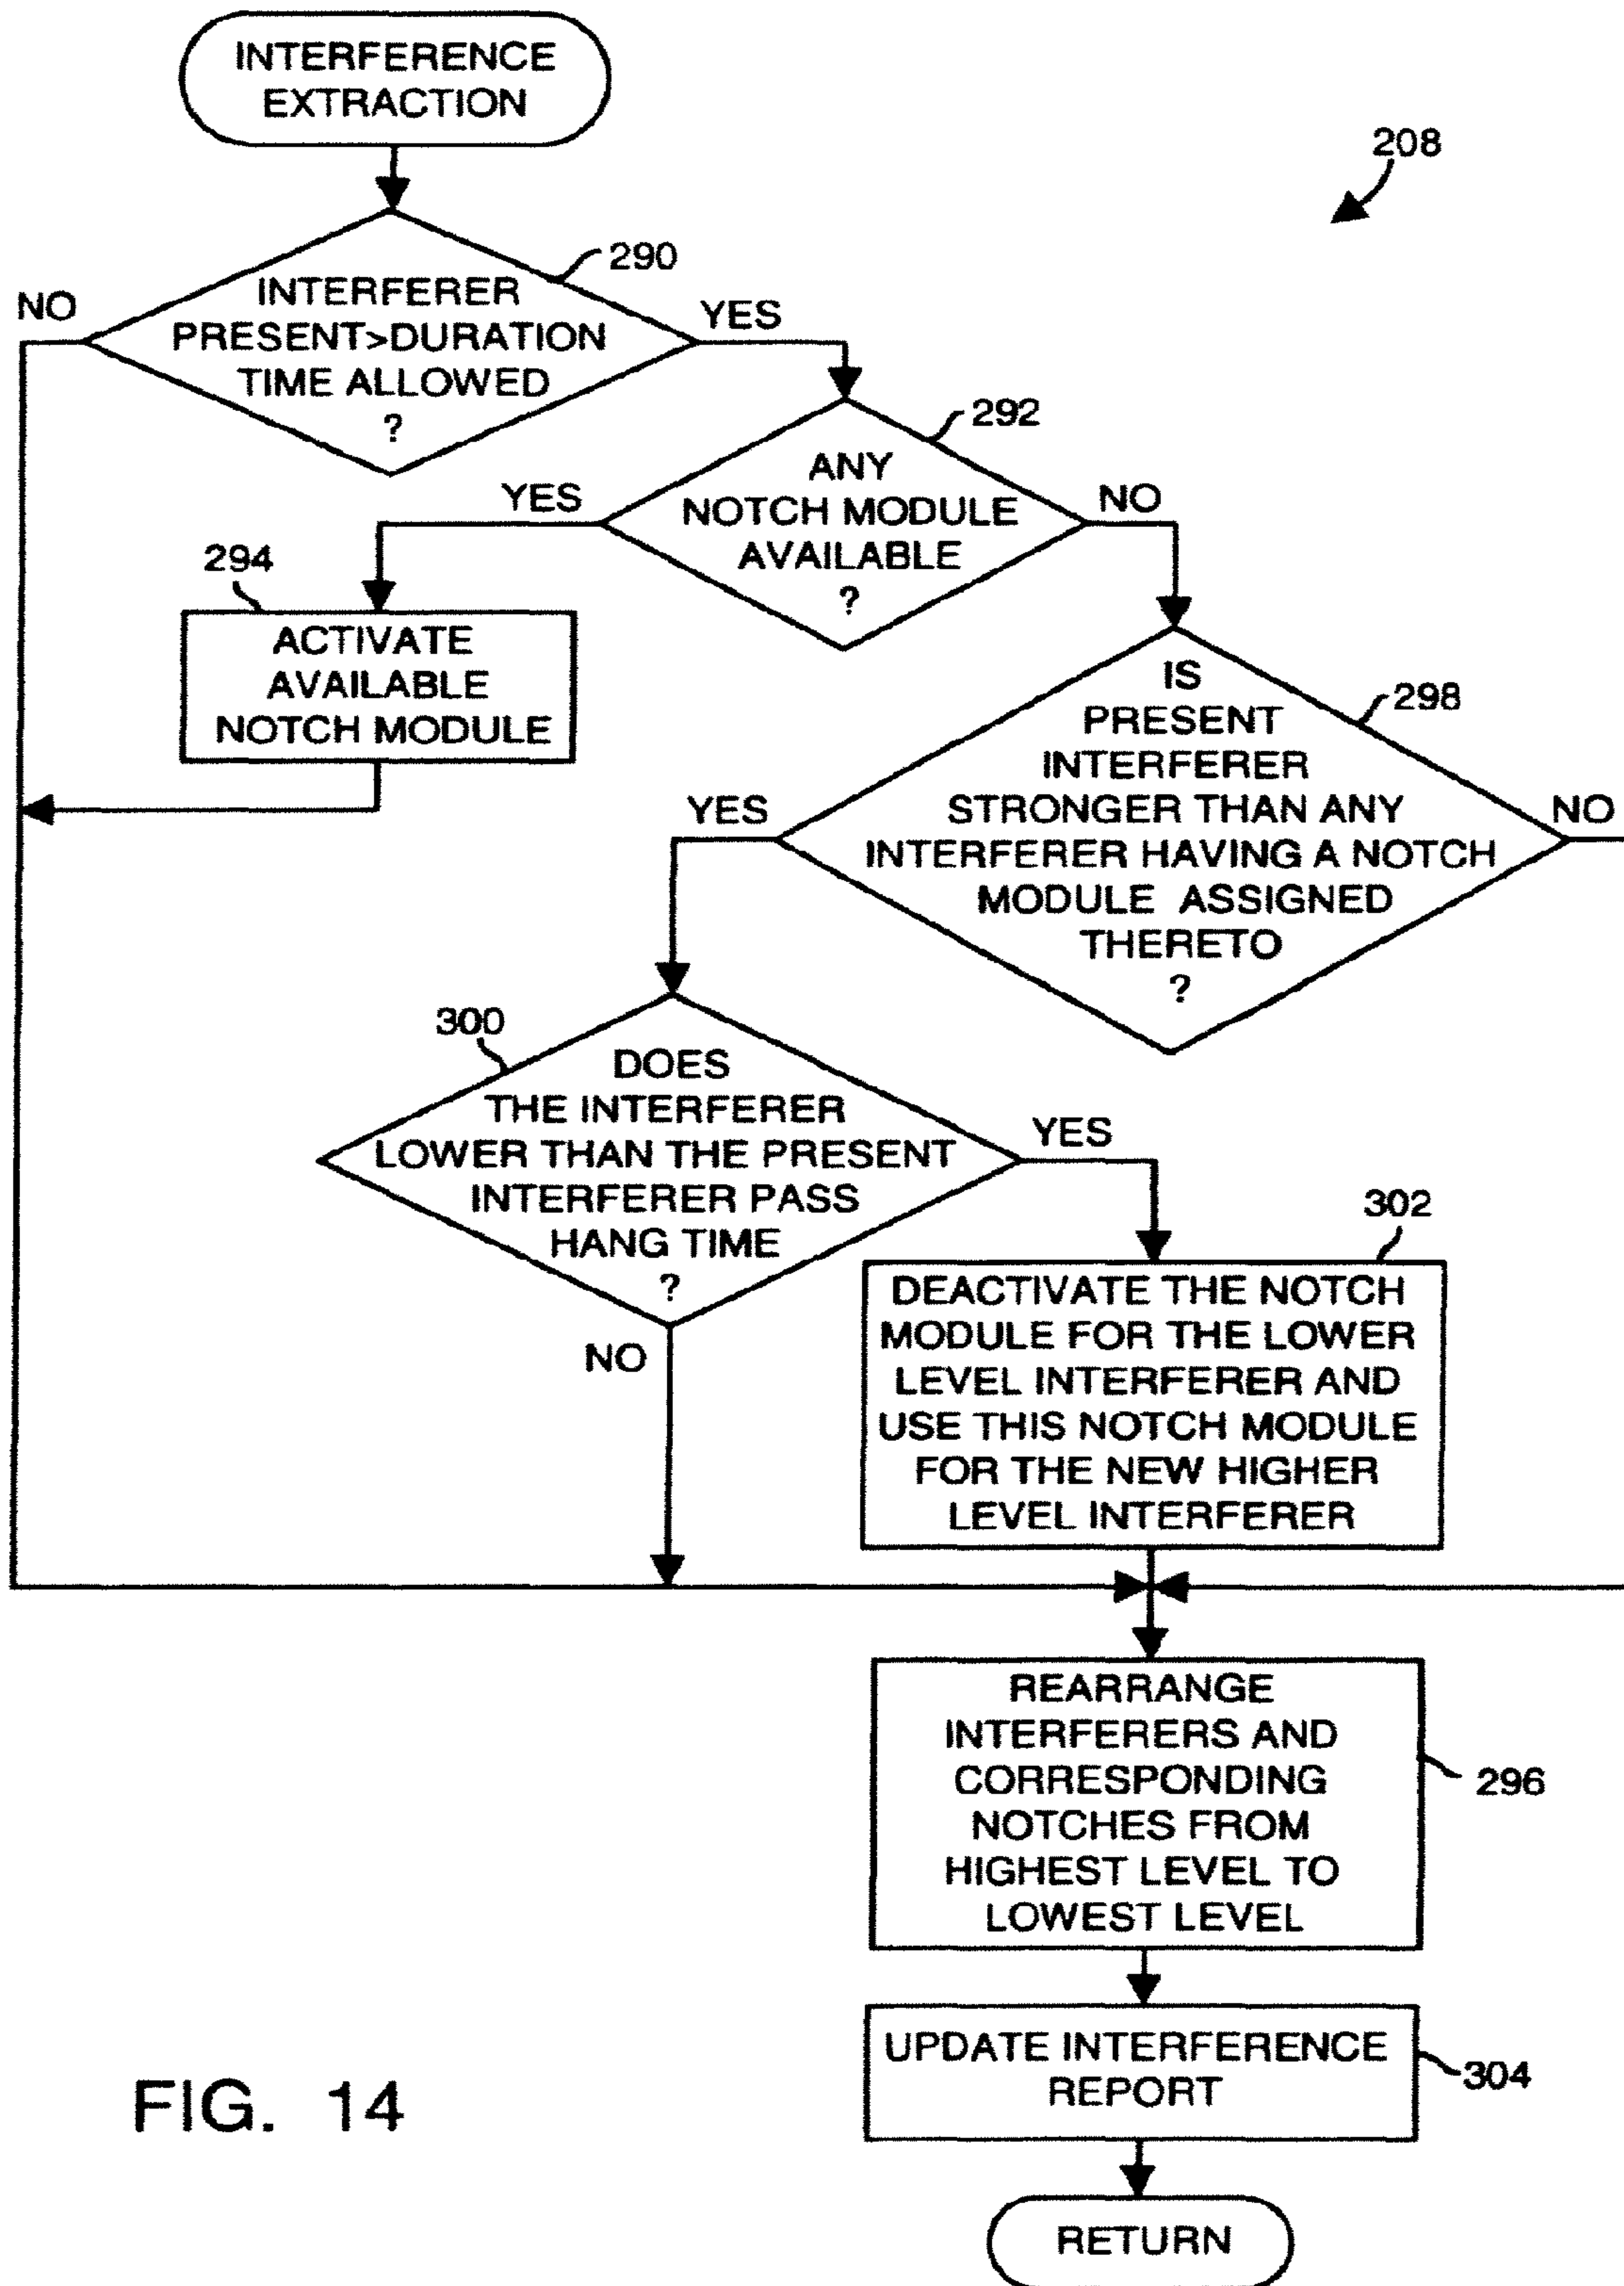 INTERFERENCE
EXTRACTION
208
290
NO
INTERFERER
PRESENT>DURATION
TIME ALLOWED
?
YES
292
ANY
NOTCH MODULE
AVAILABLE
?
YES
NO
294
ACTIVATE
AVAILABLE
NOTCH MODULE
298
IS
PRESENT
INTERFERER
STRONGER THAN ANY
INTERFERER HAVING A NOTCH
MODULE ASSIGNED
THERETO
?
YES
NO
300
DOES
THE INTERFERER
LOWER THAN THE PRESENT
INTERFERER PASS
HANG TIME
?
YES
NO
302
DEACTIVATE THE NOTCH
MODULE FOR THE LOWER
LEVEL INTERFERER AND
USE THIS NOTCH MODULE
FOR THE NEW HIGHER
LEVEL INTERFERER
REARRANGE
INTERFERERS AND
CORRESPONDING
NOTCHES FROM
HIGHEST LEVEL TO
LOWEST LEVEL
296
UPDATE INTERFERENCE
REPORT
304
RETURN
FIG. 14